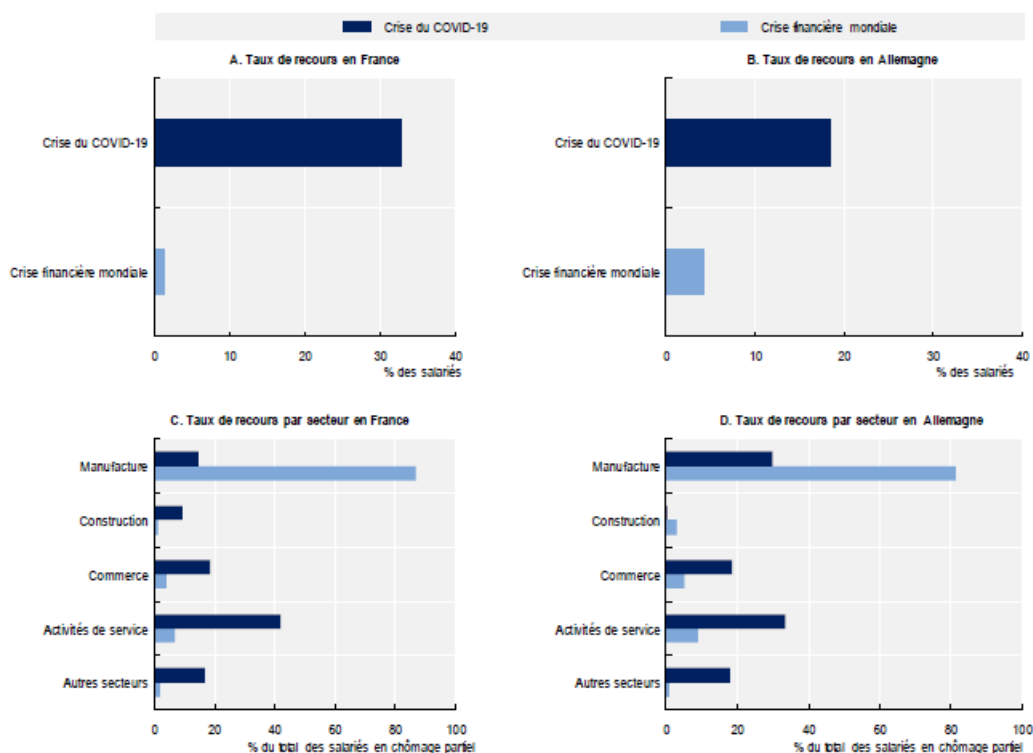 Crise du COVID-19 Crise financière mondiale
A. Taux de recours en France
Crise du COVID-19
Crise financière mondiale
0 10 20 30 40
% des salariés
B. Taux de recours en Allemagne
Crise du COVID-19
Crise financière mondiale
0 10 20 30 40
% des salariés
C. Taux de recours par secteur en France
Manufacture
Construction
Commerce
Activités de service
Autres secteurs
0 20 40 60 80 100
% du total des salariés en chômage partiel
D. Taux de recours par secteur en Allemagne
Manufacture
Construction
Commerce
Activités de service
Autres secteurs
0 20 40 60 80 100
% du total des salariés en chômage partiel